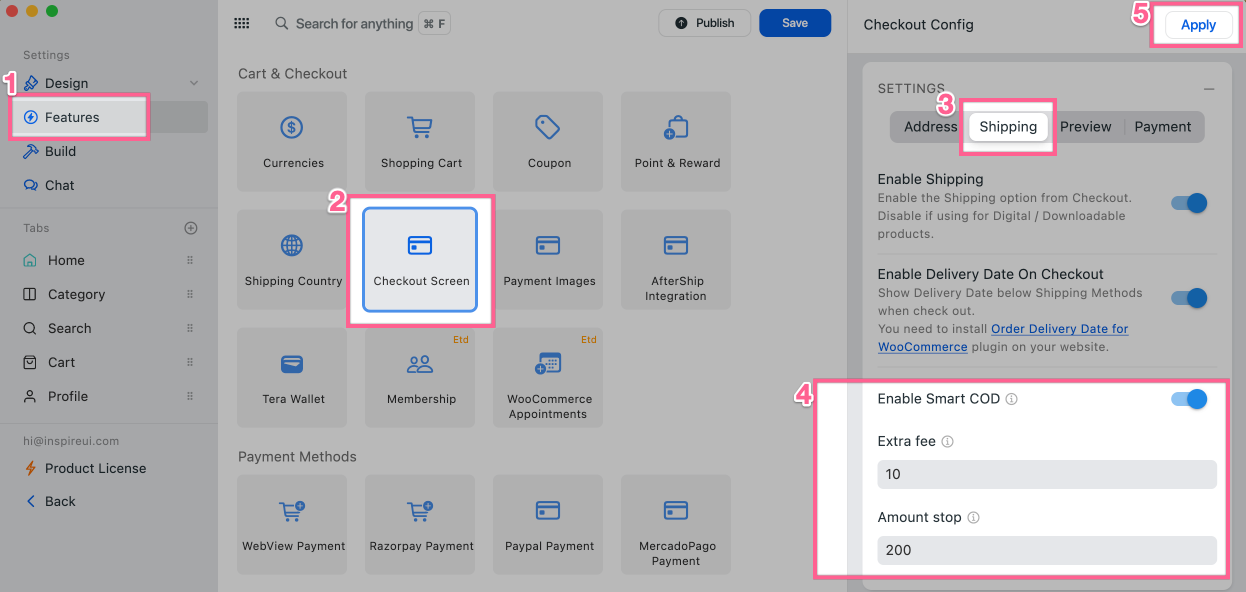 Settings
1
Design
Features
Build
Chat
Tabs
Home
Category
Search
Cart
Profile
hi@inspireui.com
Product License
Back
Search for anything
⌘ F
Publish
Save
Cart & Checkout
Currencies
Shopping Cart
Coupon
Point & Reward
2
Shipping Country
Checkout Screen
Payment Images
AfterShip
Integration
Tera Wallet
Etd
Membership
Etd
WooCommerce
Appointments
Payment Methods
WebView Payment
Razorpay Payment
Paypal Payment
MercadoPago
Payment
Checkout Config
5
Apply
SETTINGS
3
Address
Shipping
Preview
Payment
Enable Shipping
Enable the Shipping option from Checkout.
Disable if using for Digital / Downloadable
products.
Enable Delivery Date On Checkout
Show Delivery Date below Shipping Methods
when check out.
You need to install Order Delivery Date for
WooCommerce plugin on your website.
4
Enable Smart COD
Extra fee
10
Amount stop
200